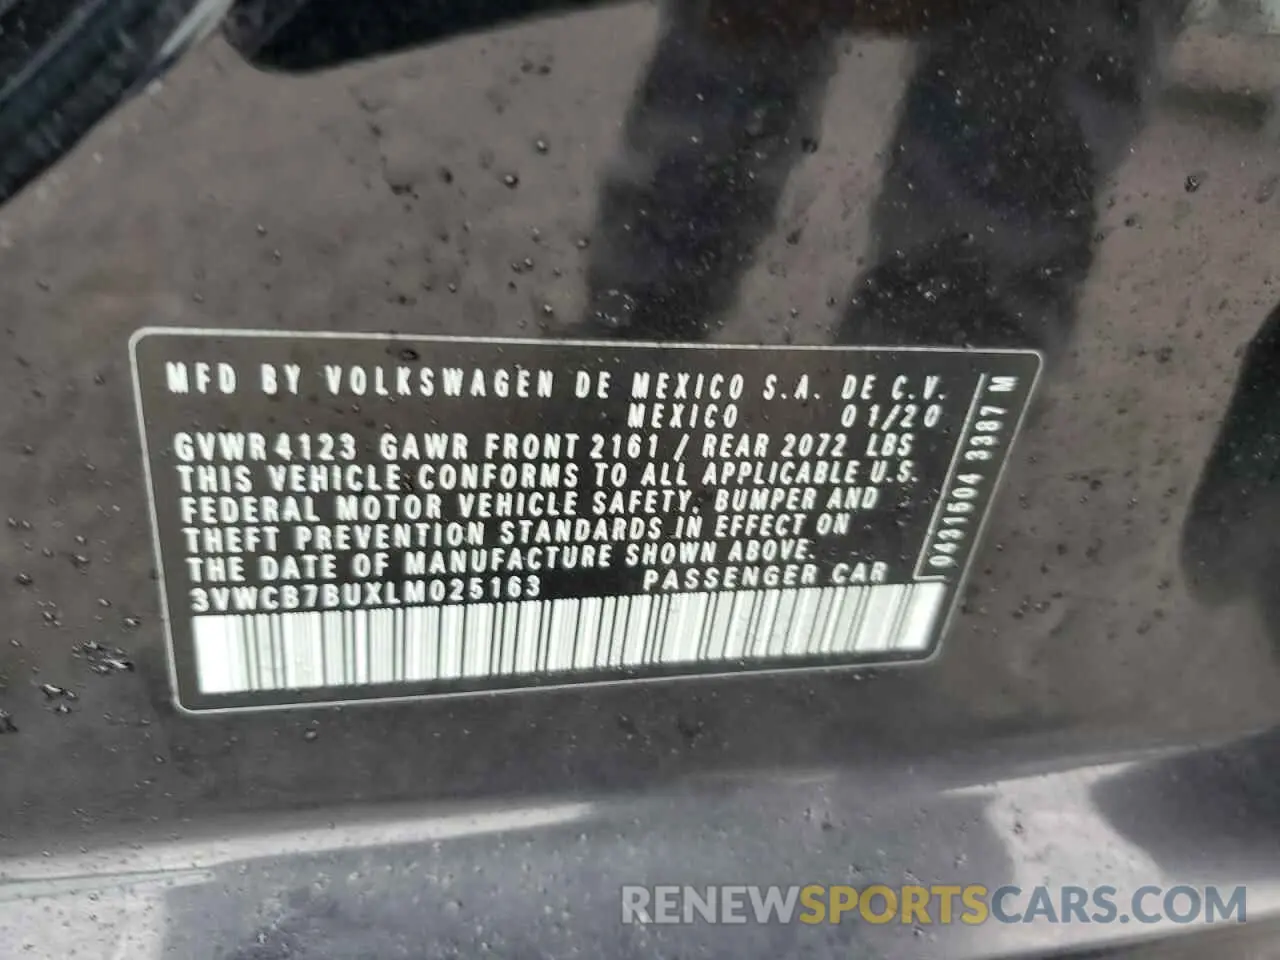 MFD BY VOLKSWAGEN DE MEXICO S.A. DE C.V.
MEXICO 01/20
GVWR 4123 GAWR FRONT 2161 / REAR 2072 LBS
THIS VEHICLE CONFORMS TO ALL APPLICABLE U.S.
FEDERAL MOTOR VEHICLE SAFETY, BUMPER AND
THEFT PREVENTION STANDARDS IN EFFECT ON
THE DATE OF MANUFACTURE SHOWN ABOVE.
3VWCB7BUXLM025163 PASSENGER CAR
0431504 3387 M
RENEWSPORTSCARS.COM